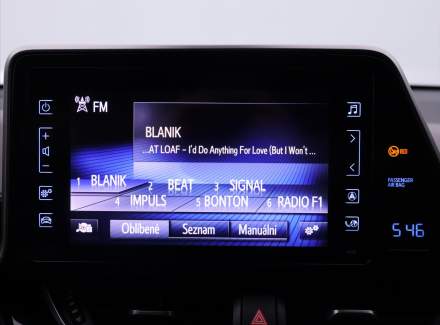 FM
BLANIK
...AT LOAF - I'd Do Anything For Love (But I Won't ...
1 BLANIK 2 BEAT 3 SIGNAL
4 IMPULS 5 BONTON 6 RADIO F1
Oblíbené Seznam Manuální
PASSENGER
AIR BAG
5:46